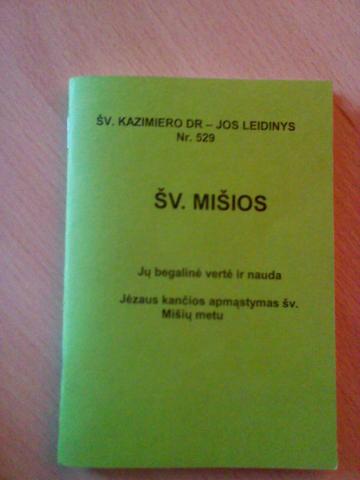 ŠV. KAZIMIERO DR – JOS LEIDINYS
Nr. 529
ŠV. MIŠIOS
Jų begalinė vertė ir nauda
Jėzaus kančios apmąstymas šv.
Mišių metu